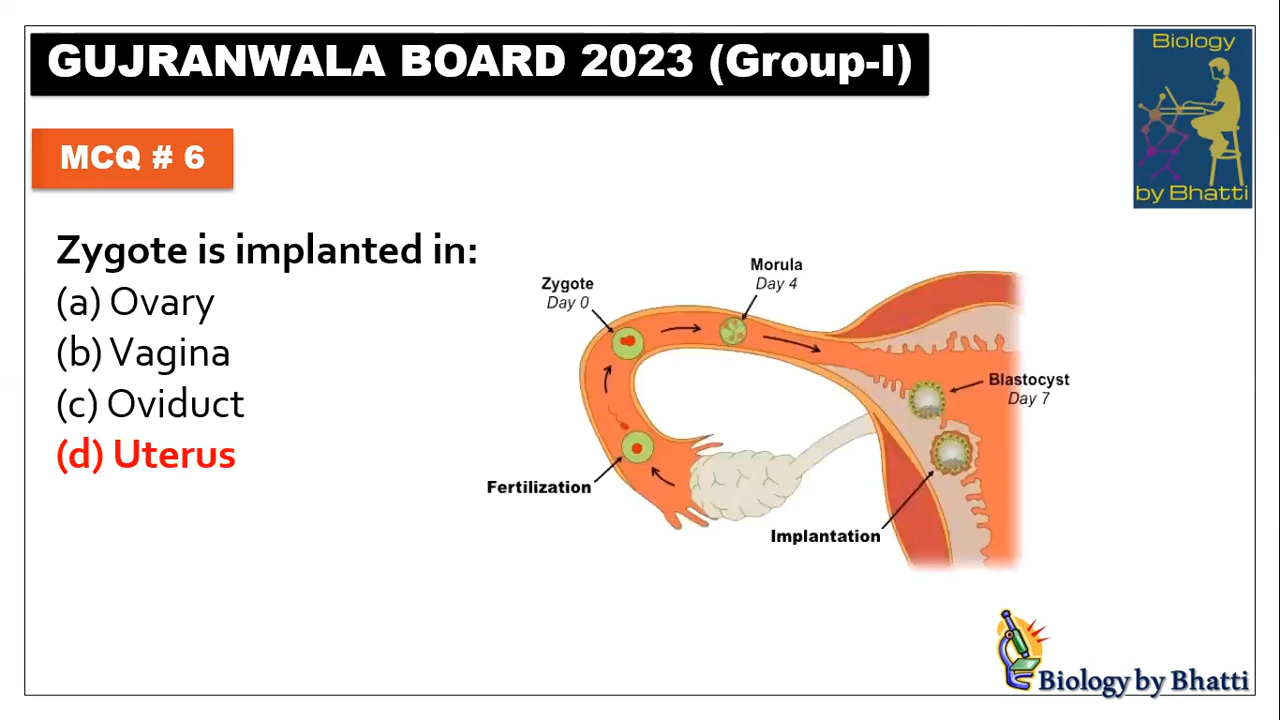 GUJRANWALA BOARD 2023 (Group-I)
Biology
by Bhatti
MCQ # 6
Zygote is implanted in:
(a) Ovary
(b) Vagina
(c) Oviduct
(d) Uterus
Zygote
Day 0
Morula
Day 4
Blastocyst
Day 7
Fertilization
Implantation
Biology by Bhatti